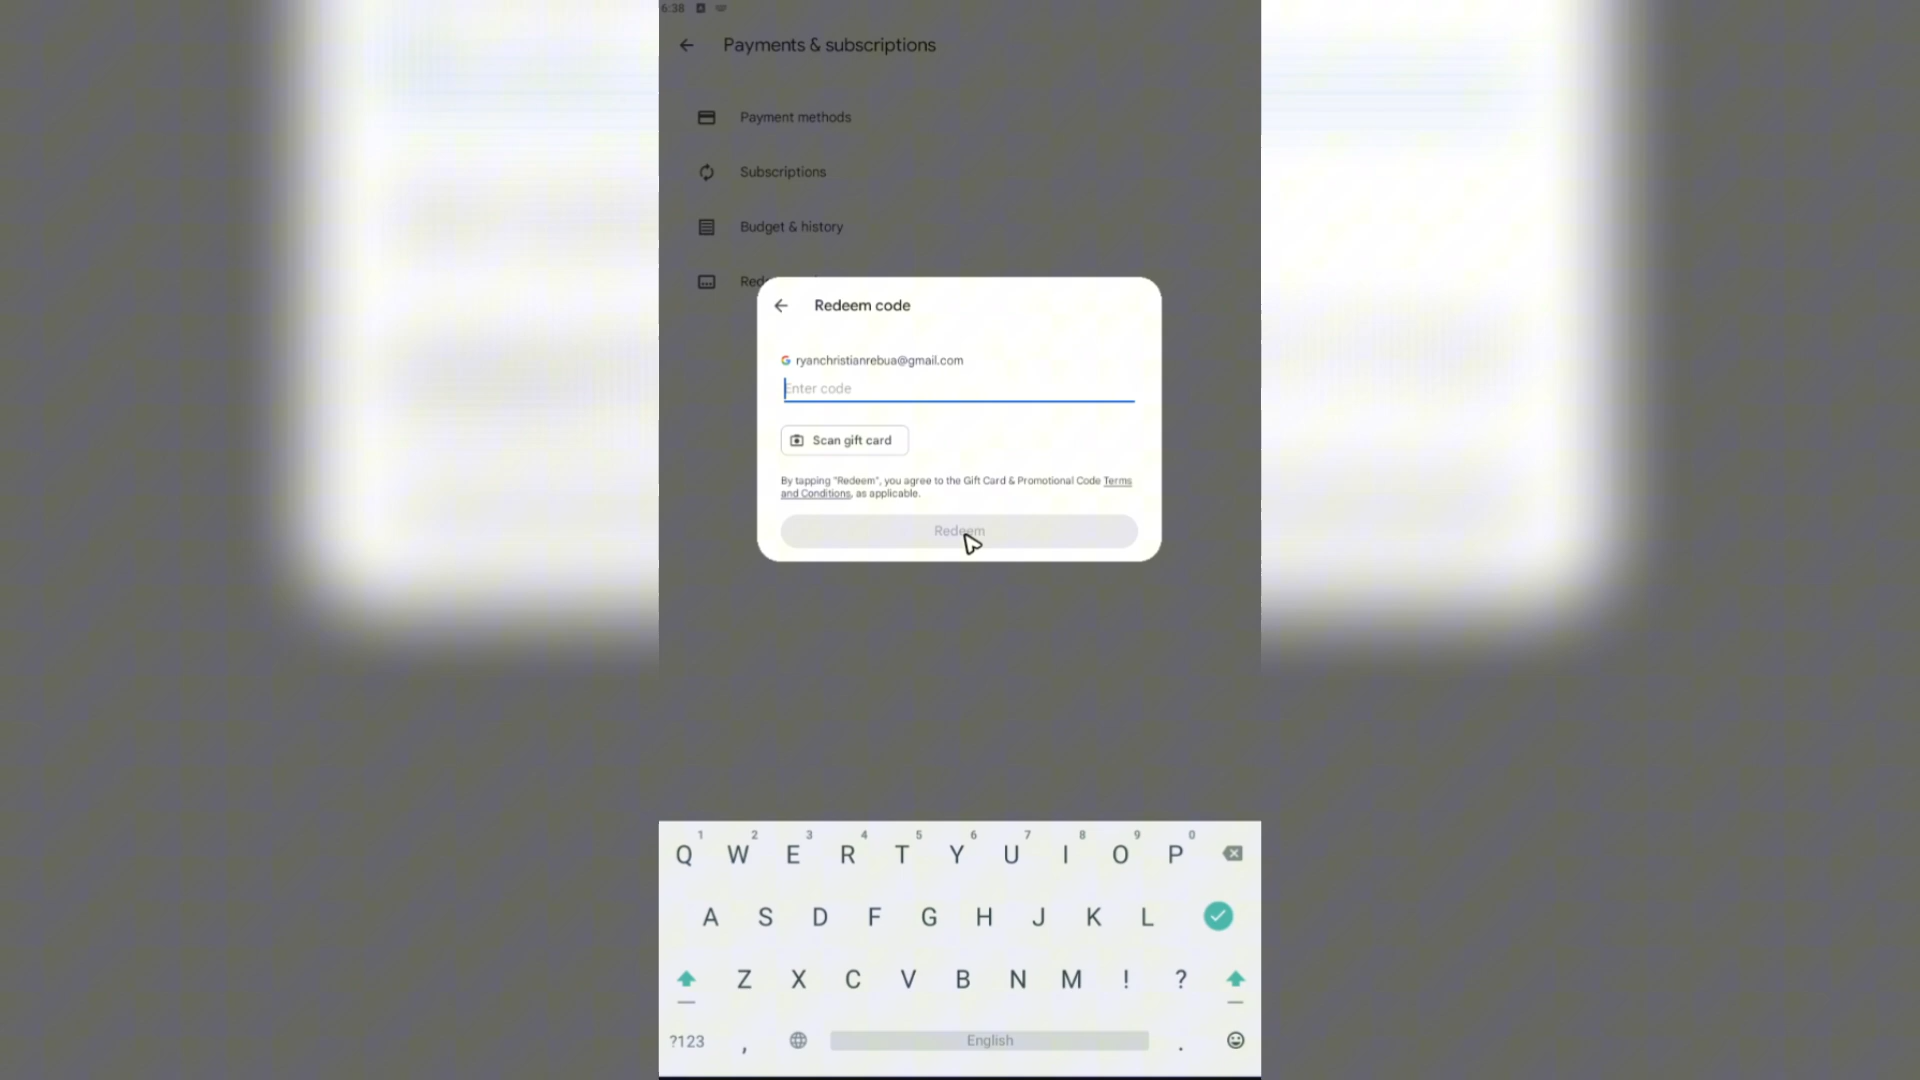 6:38
Payments & subscriptions
Payment methods
Subscriptions
Budget & history
Rede
Redeem code
G ryanchristianrebua@gmail.com
Enter code
Scan gift card
By tapping "Redeem", you agree to the Gift Card & Promotional Code Terms
and Conditions, as applicable.
Redeem
1 2 3 4 5 6 7 8 9 0
Q W E R T Y U I O P
A S D F G H J K L
Z X C V B N M ! ?
?123 , English .